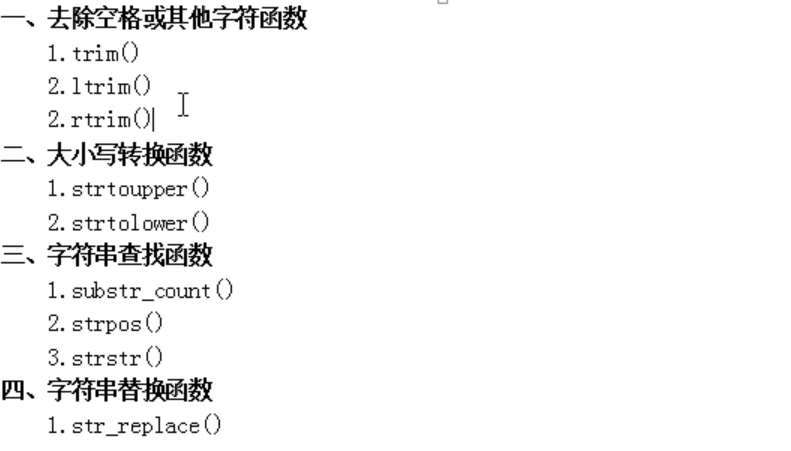 一、去除空格或其他字符函数
1.trim()
2.ltrim()
2.rtrim()
二、大小写转换函数
1.strtoupper()
2.strtolower()
三、字符串查找函数
1.substr_count()
2.strpos()
3.strstr()
四、字符串替换函数
1.str_replace()